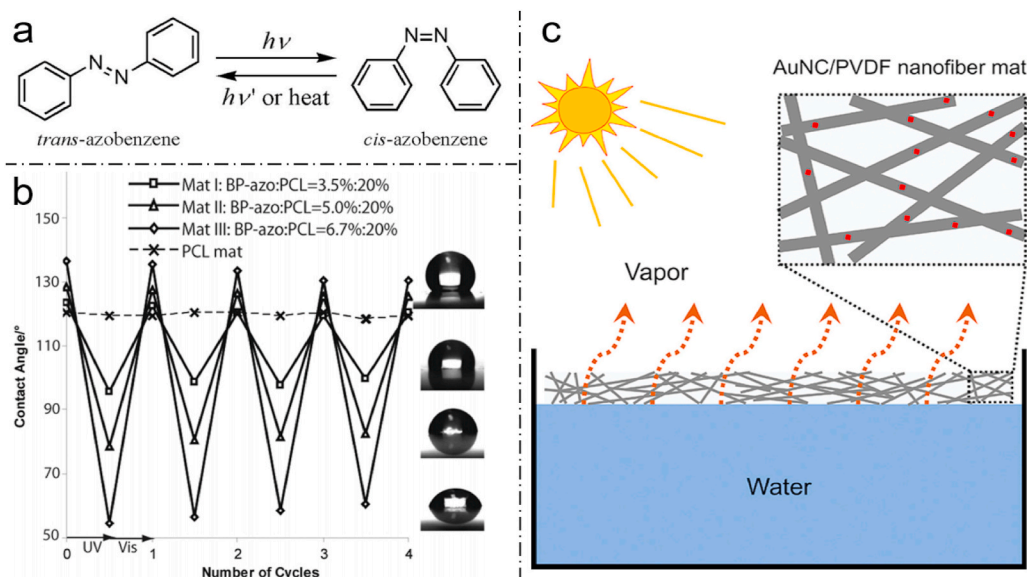 a
hν
hν' or heat
trans-azobenzene
cis-azobenzene
N=N
N=N
b
Mat I: BP-azo:PCL=3.5%:20%
Mat II: BP-azo:PCL=5.0%:20%
Mat III: BP-azo:PCL=6.7%:20%
PCL mat
Contact Angle/°
150
130
110
90
70
50
UV
Vis
0
1
2
3
4
Number of Cycles
c
AuNC/PVDF nanofiber mat
Vapor
Water